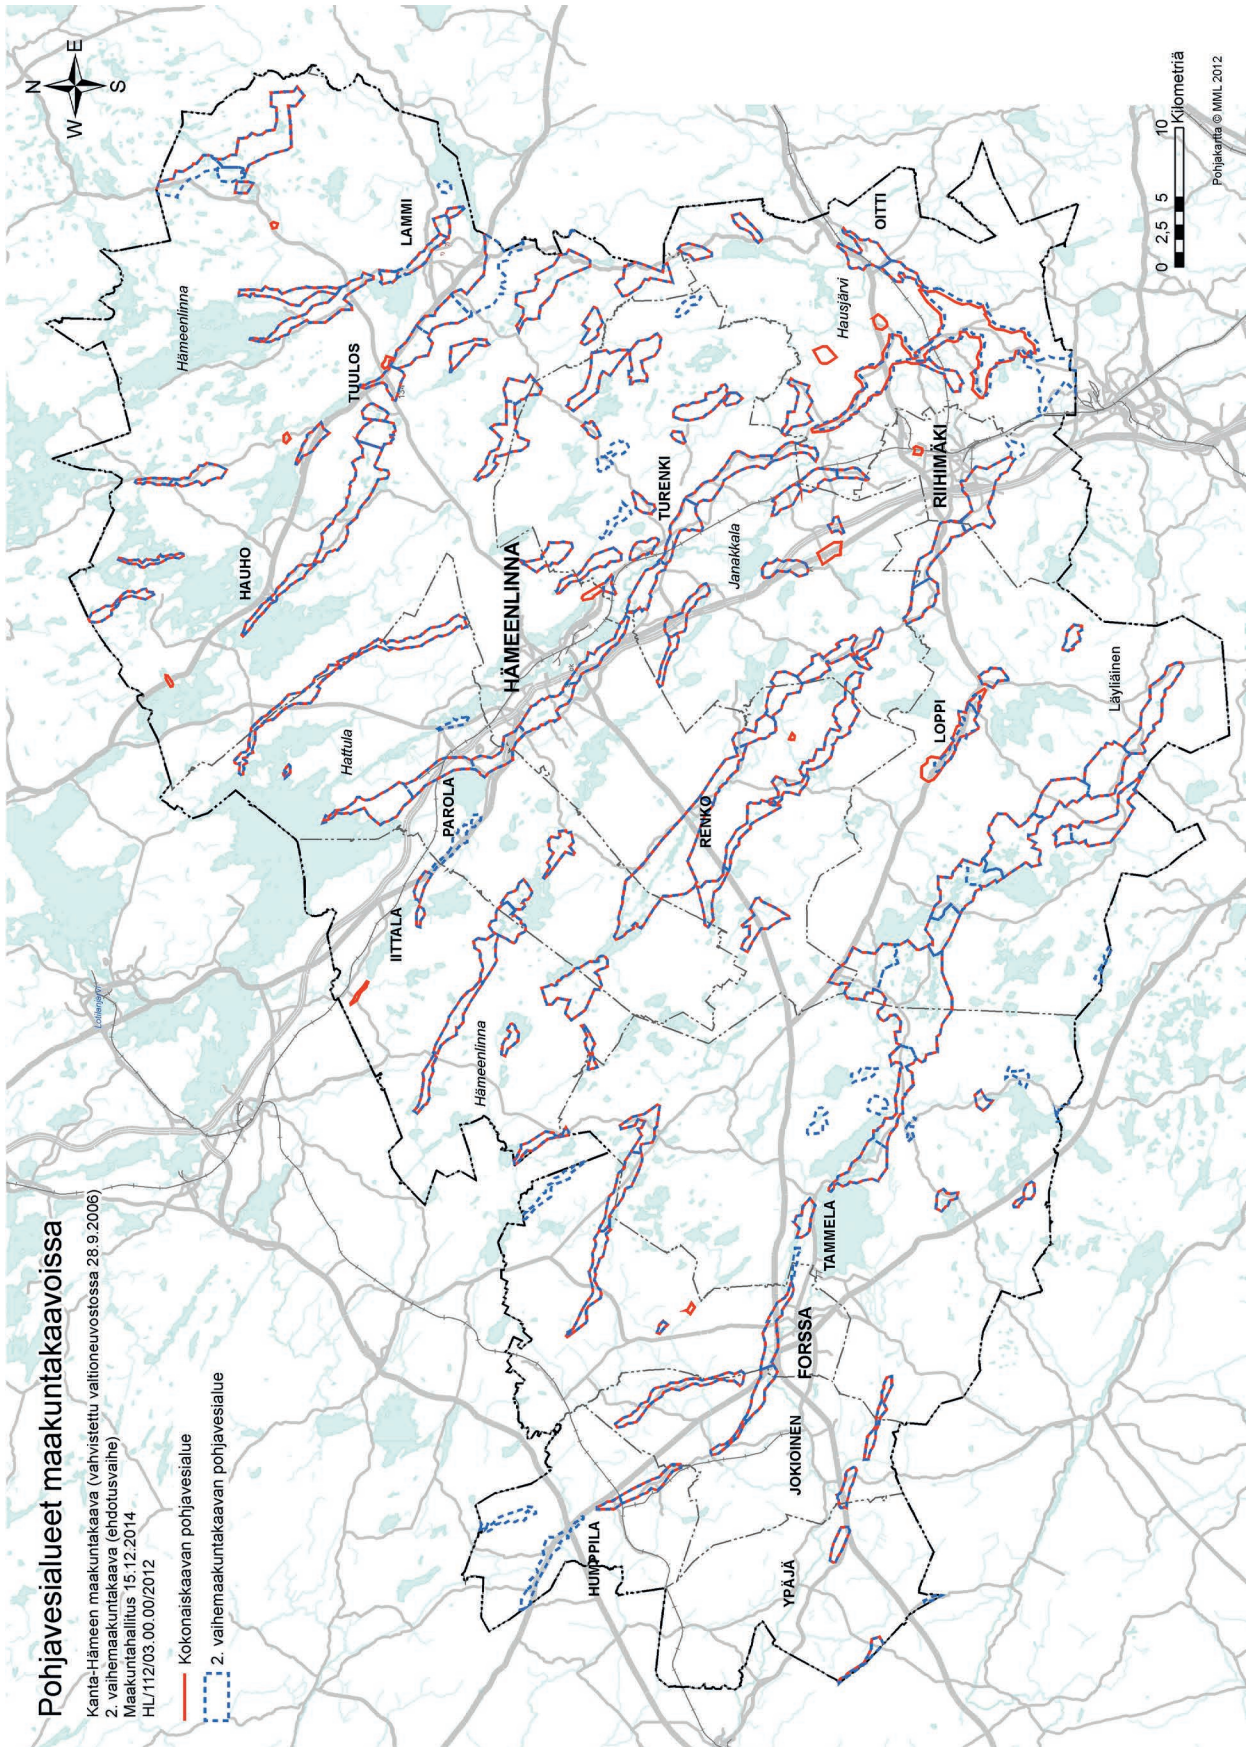 Pohjavesialueet maakuntakaavoissa
Kanta-Hämeen maakuntakaava (vahvistettu valtioneuvostossa 28.9.2006)
2. vaihemaakuntakaava (ehdotusvaihe)
Maakuntahallitus 15.12.2014
HL/112/03.00.00/2012
Kokonaiskaavan pohjavesialue
2. vaihemaakuntakaavan pohjavesialue
N
W
E
S
Hämeenlinna
LAMMI
TUULOS
HAUHO
Hattula
HÄMEENLINNA
PAROLA
IITTALA
Hämeenlinna
TURENKI
Janakkala
Hausjärvi
OITTI
RIIHIMÄKI
RENKO
LOPPI
Läyliäinen
TAMMELA
FORSSA
JOKIOINEN
HUMPPILA
YPÄJÄ
0 2,5 5 10
Kilometriä
Pohjakartta © MML 2012